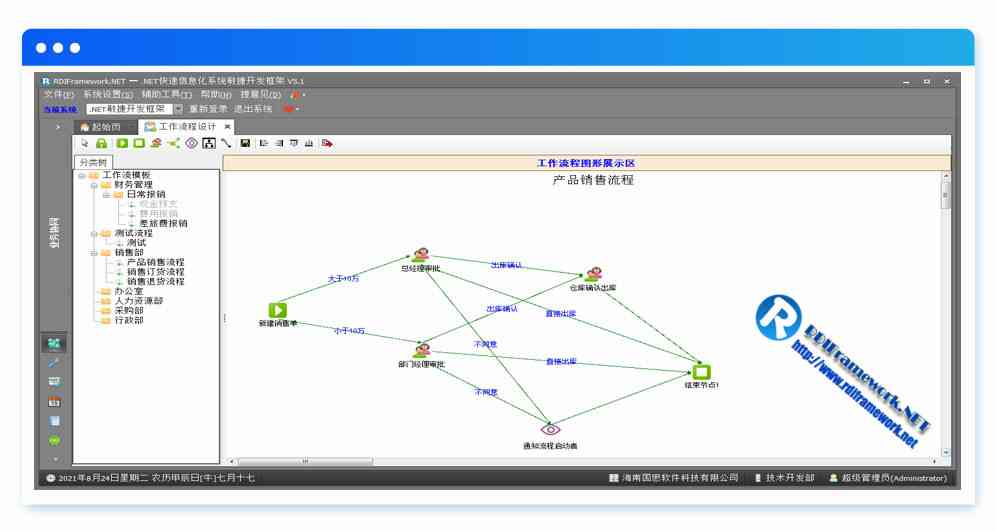 RDIFramework.NET — .NET快速信息化系统敏捷开发框架 V5.1
文件(F) 系统设置(S) 辅助工具(T) 帮助(H) 提意见(D)
当前系统 .NET敏捷开发框架 重新登录 退出系统
起始页 工作流程设计
分类树
工作流程图形展示区
工作流模板
财务管理
日常报销
现金预支
费用报销
差旅费报销
测试流程
测试
销售部
产品销售流程
销售订货流程
销售退货流程
办公室
人力资源部
采购部
行政部
业务协同
产品销售流程
总经理审批
出库确认
仓库确认出库
大于10万
新建销售单
出库确认
直接出库
小于10万
不同意
部门经理审批
直接出库
结束节点1
不同意
通知流程启动者
RDIFramework.NET
http://www.rdiframework.net
2021年8月24日星期二 农历甲辰日[牛]七月十七
海南国思软件科技有限公司 技术开发部 超级管理员(Administrator)